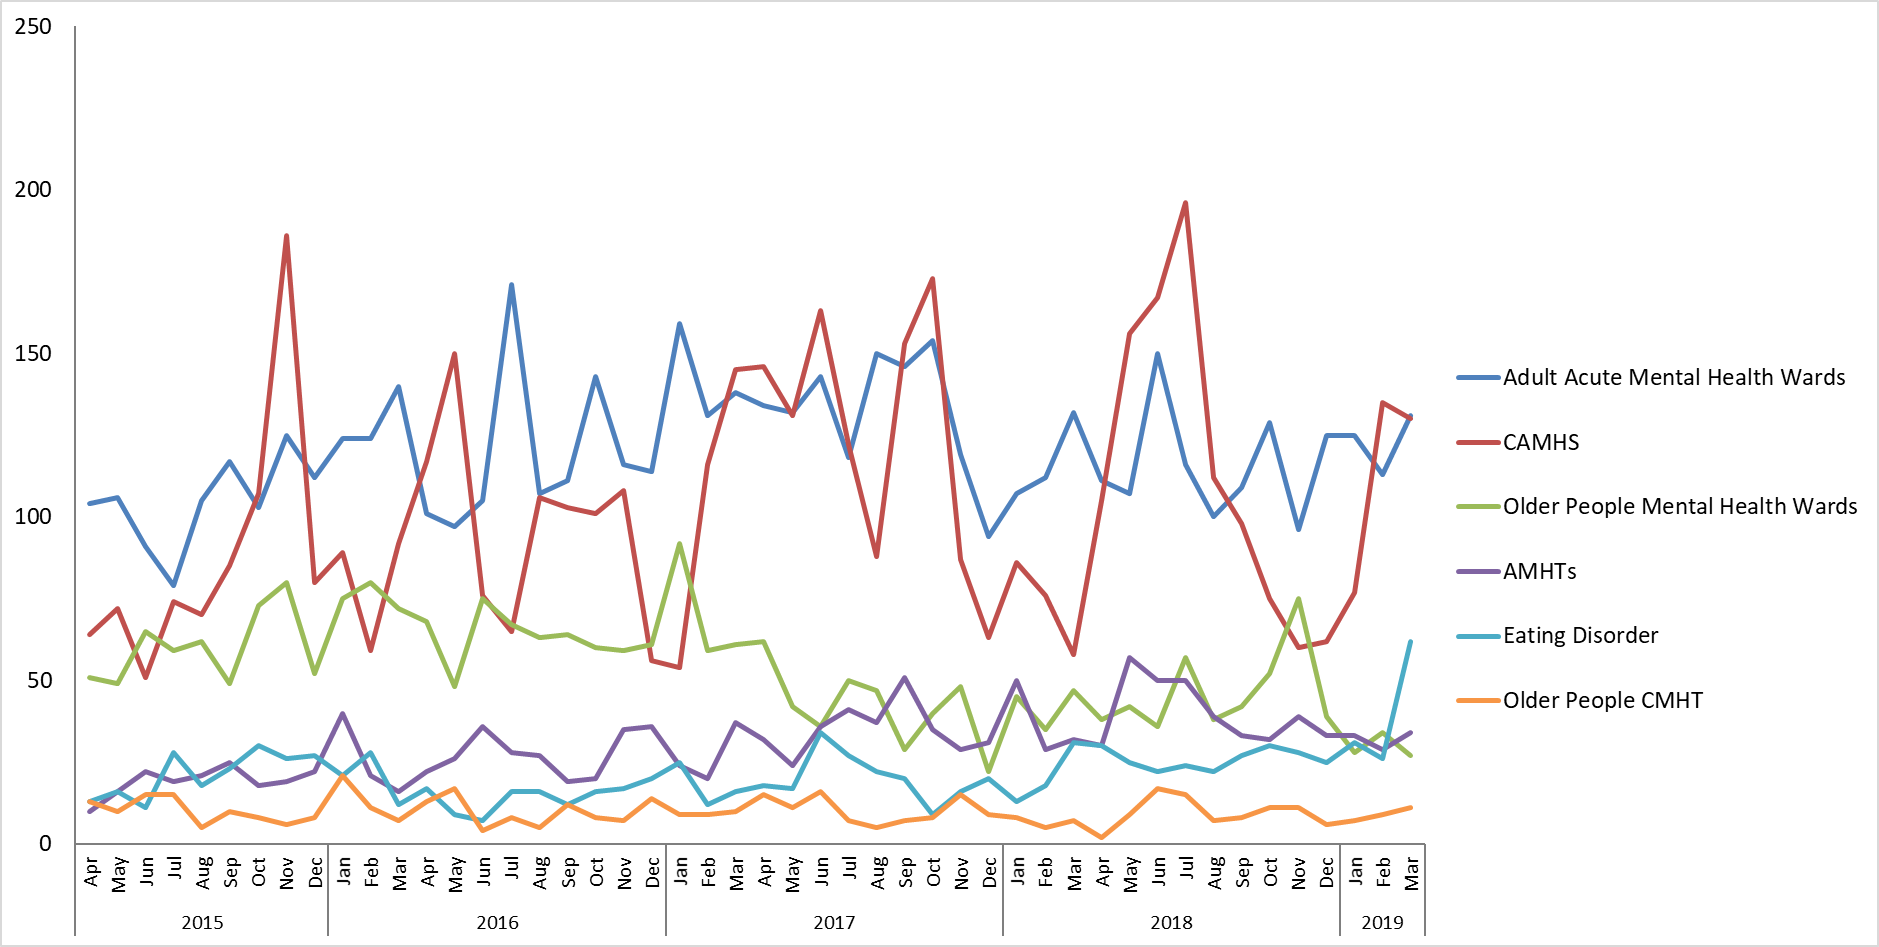 250
200
150
100
50
0
Apr May Jun Jul Aug Sep Oct Nov Dec Jan Feb Mar Apr May Jun Jul Aug Sep Oct Nov Dec Jan Feb Mar Apr May Jun Jul Aug Sep Oct Nov Dec Jan Feb Mar Apr May Jun Jul Aug Sep Oct Nov Dec Jan Feb Mar
2015 2016 2017 2018 2019
Adult Acute Mental Health Wards
CAMHS
Older People Mental Health Wards
AMHTs
Eating Disorder
Older People CMHT